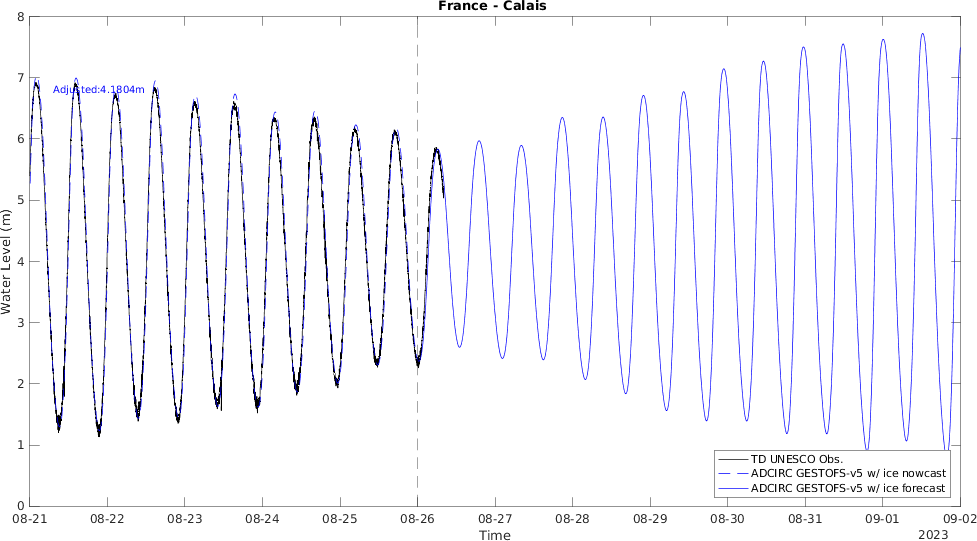 France - Calais
8
7
6
5
4
3
2
1
0
Water Level (m)
Adjusted:4.1804m
TD UNESCO Obs.
ADCIRC GESTOFS-v5 w/ ice nowcast
ADCIRC GESTOFS-v5 w/ ice forecast
08-21 08-22 08-23 08-24 08-25 08-26 08-27 08-28 08-29 08-30 08-31 09-01 09-02
Time
2023